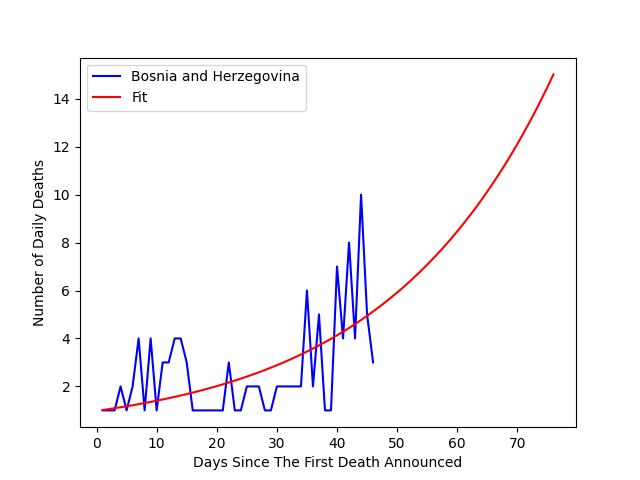 Bosnia and Herzegovina
Fit
14
12
10
8
6
4
2
Number of Daily Deaths
0 10 20 30 40 50 60 70
Days Since The First Death Announced